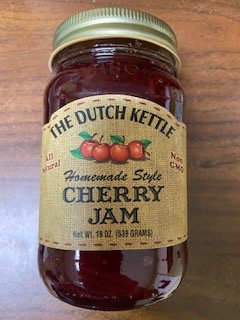 THE DUTCH KETTLE
All
Natural
Non
GMO
Homemade Style
CHERRY
JAM
Net Wt. 19 OZ. (538 GRAMS)